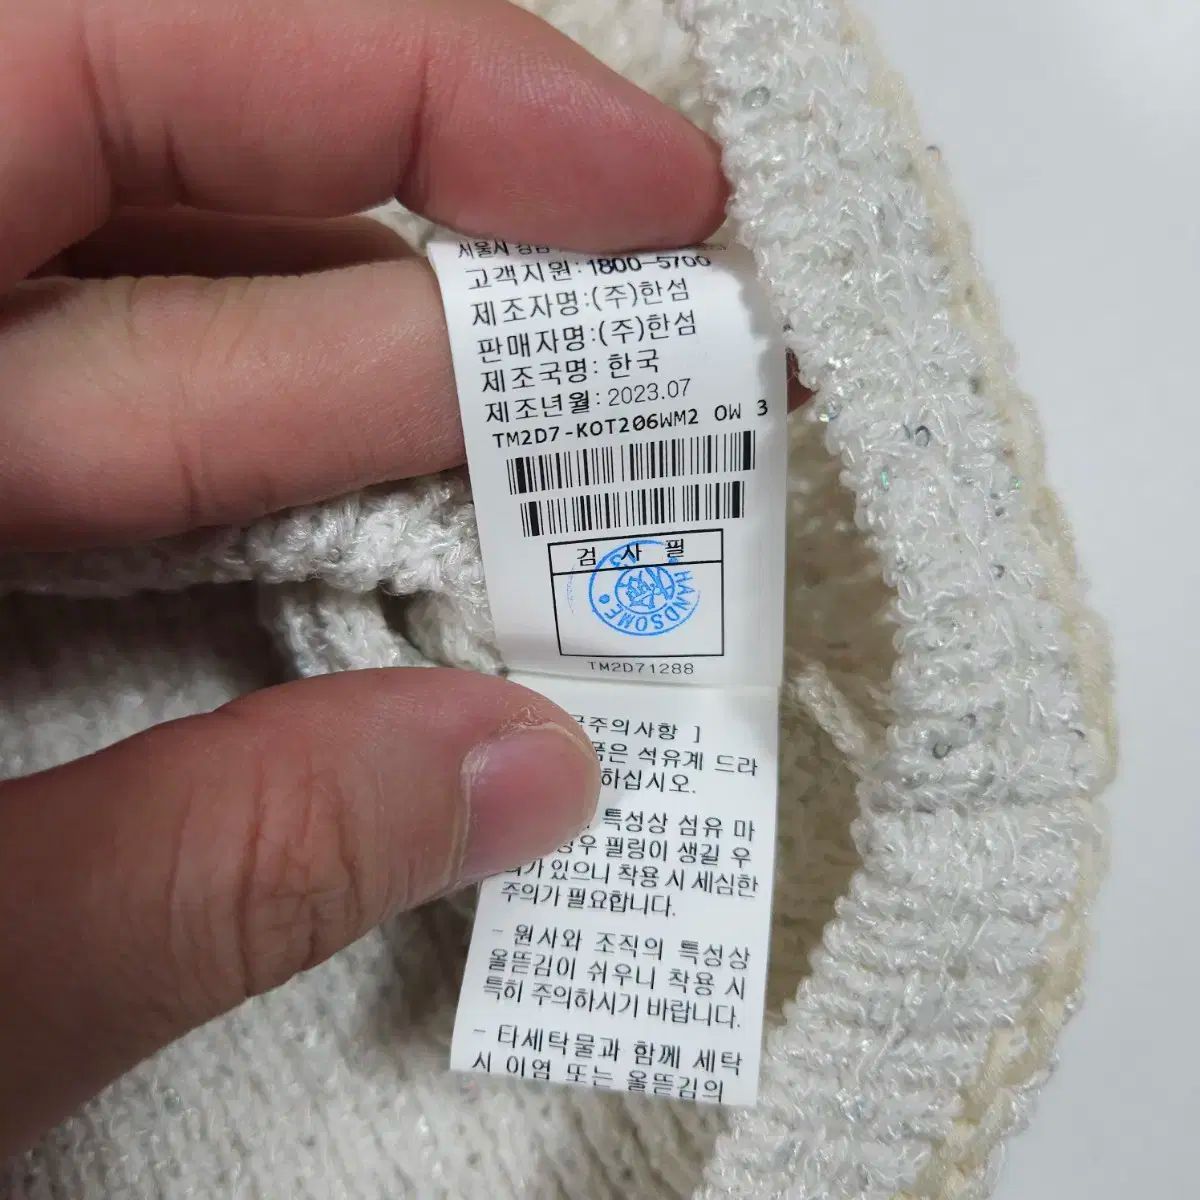 서울시 강남
고객지원:1800-5700
제조자명:(주)한섬
판매자명:(주)한섬
제조국명: 한국
제조년월: 2023.07
TM2D7-KOT206WM2 OW 3
검 사 필
HANDSOME
TM2D71288
주의사항 ]
석유계 드라
하십시오.
특성상 섬유 마
필링이 생길 우
가 있으니 착용 시 세심한
주의가 필요합니다.
- 원사와 조직의 특성상
올뜯김이 쉬우니 착용 시
특히 주의하시기 바랍니다.
- 타세탁물과 함께 세탁
시 이염 또는 올뜯김의